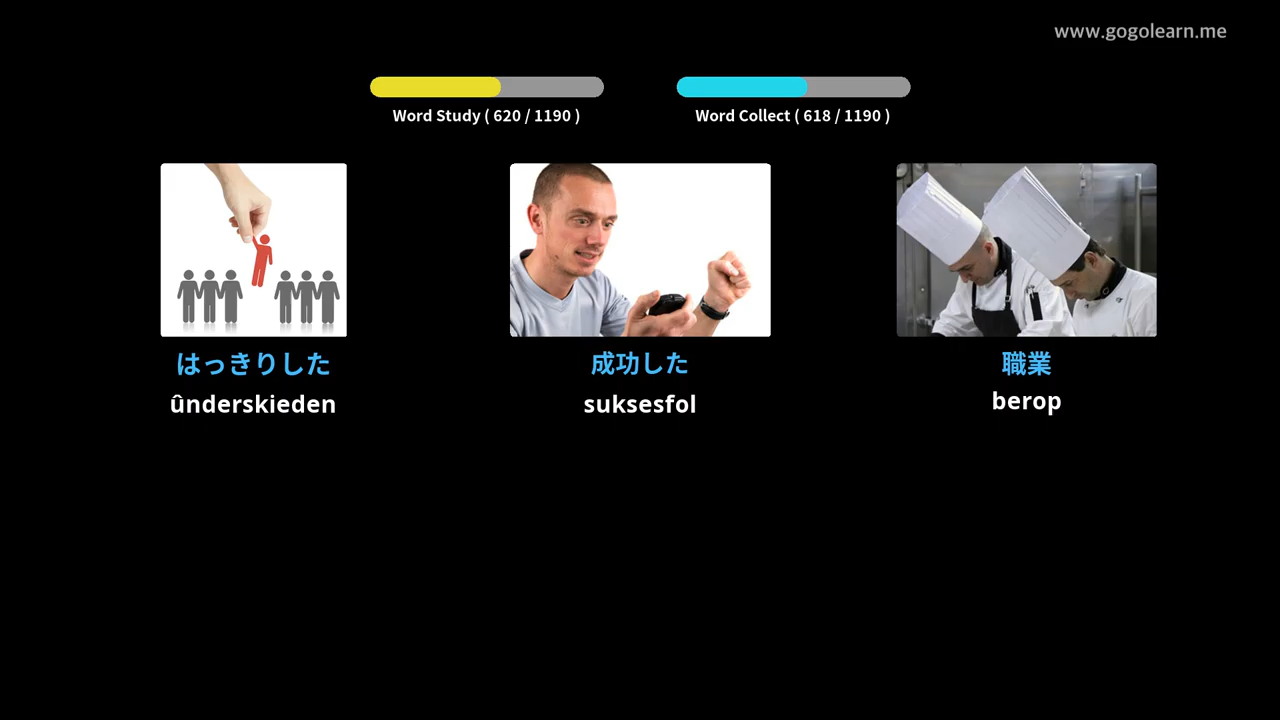 www.gogolearn.me
Word Study ( 620 / 1190 )
Word Collect ( 618 / 1190 )
はっきりした
ûnderskieden
成功した
suksesfol
職業
berop